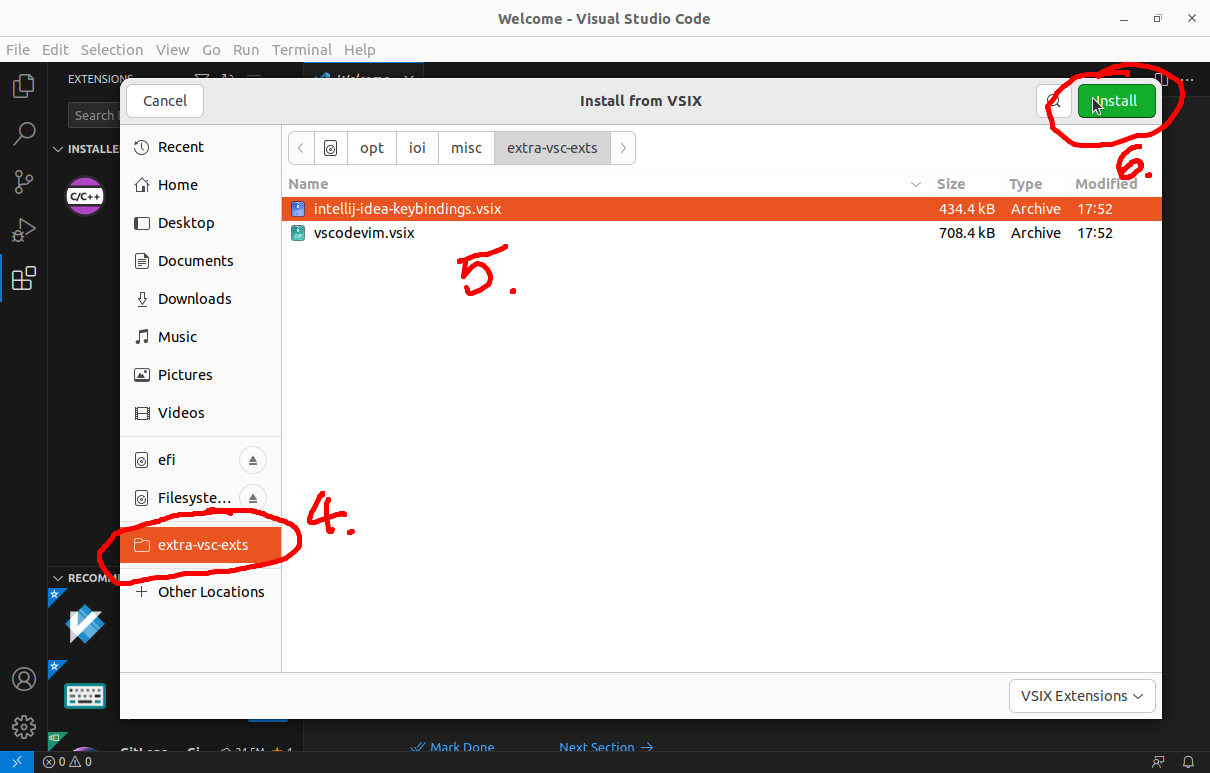 Welcome - Visual Studio Code
File Edit Selection View Go Run Terminal Help
EXTENSIONS
Welcome
Cancel
Install from VSIX
Install
Search
Recent
opt
ioi
misc
extra-vsc-exts
INSTALLE
6.
Home
Name
Size
Type
Modified
C/C++
intellij-idea-keybindings.vsix 434.4 kB Archive 17:52
Desktop
vscodevim.vsix 708.4 kB Archive 17:52
Documents
5.
Downloads
Music
Pictures
Videos
efi
Filesyste...
4.
extra-vsc-exts
RECOMM
Other Locations
VSIX Extensions
Mark Done
Next Section
0 0